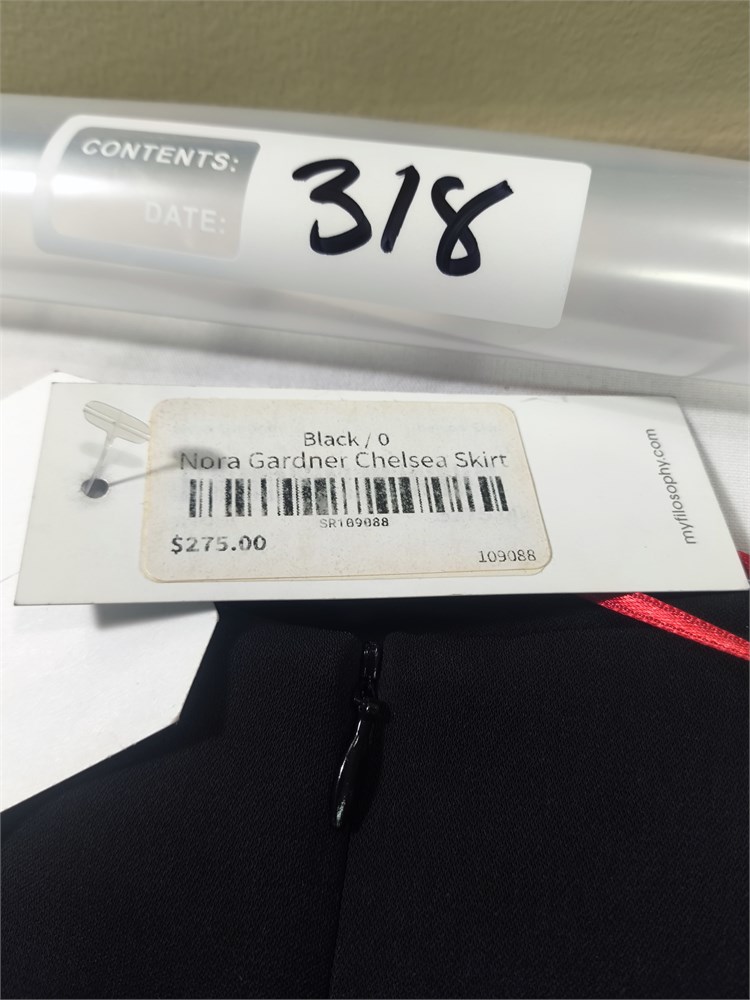 CONTENTS:
DATE:
318
Black / 0
Nora Gardner Chelsea Skirt
SR109088
$275.00
109088
myfilosophy.com